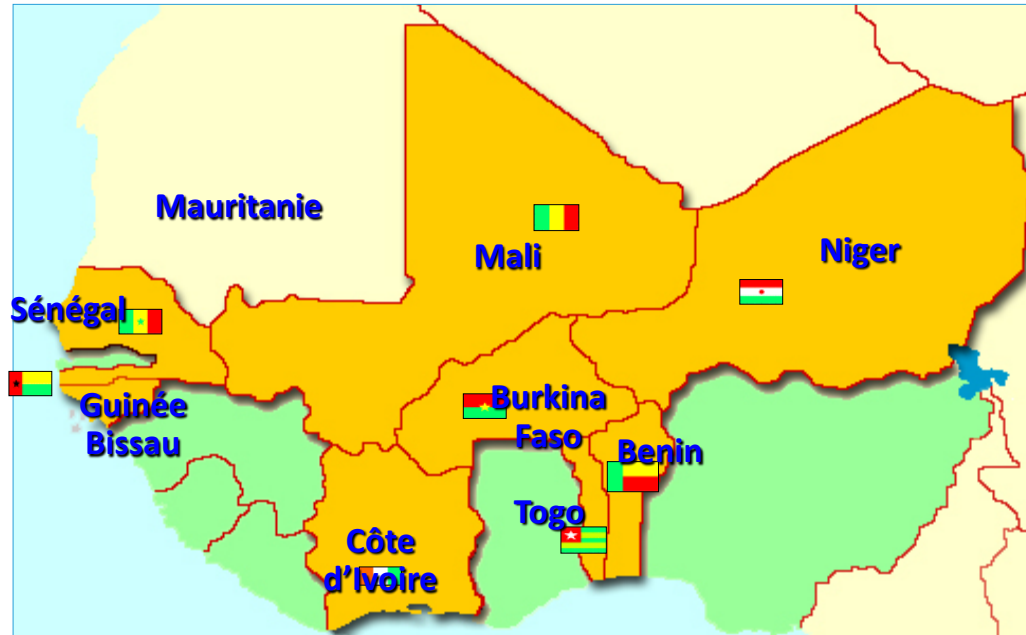 Mauritanie
Mali
Niger
Sénégal
Guinée
Bissau
Burkina
Faso
Benin
Togo
Côte
d’Ivoire